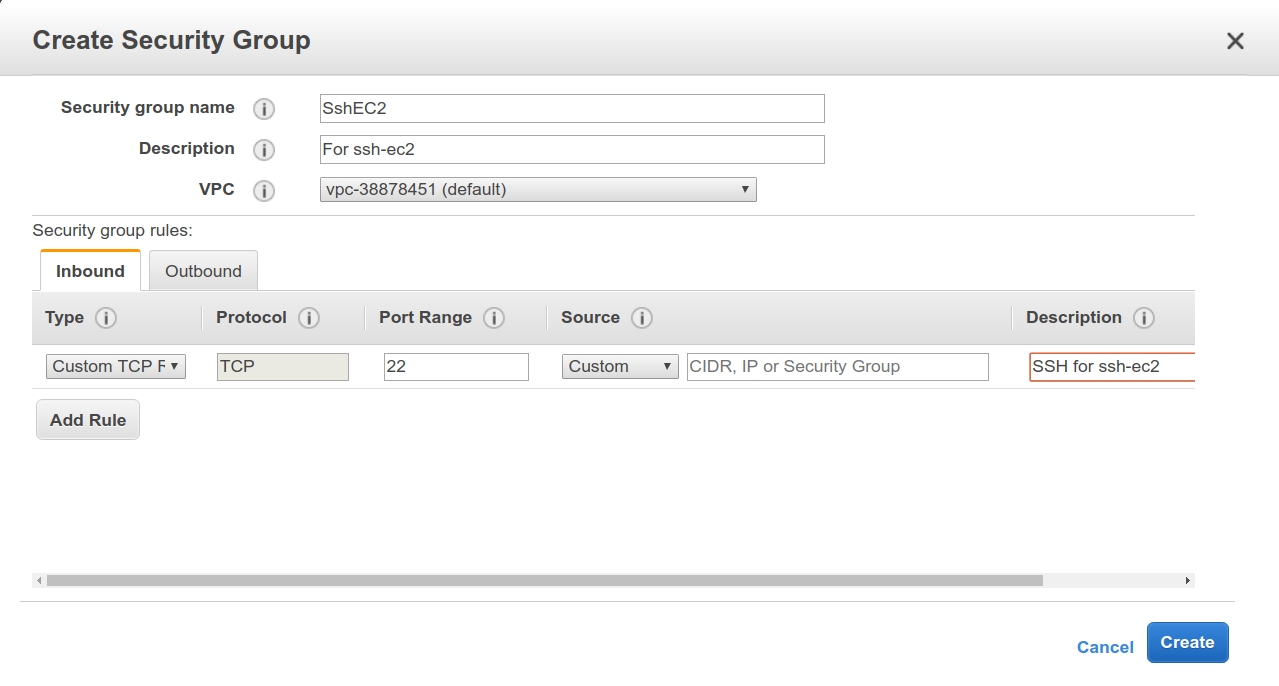 Create Security Group
Security group name
SshEC2
Description
For ssh-ec2
VPC
vpc-38878451 (default)
Security group rules:
Inbound Outbound
Type Protocol Port Range Source Description
Custom TCP R TCP 22 Custom CIDR, IP or Security Group SSH for ssh-ec2
Add Rule
Cancel Create